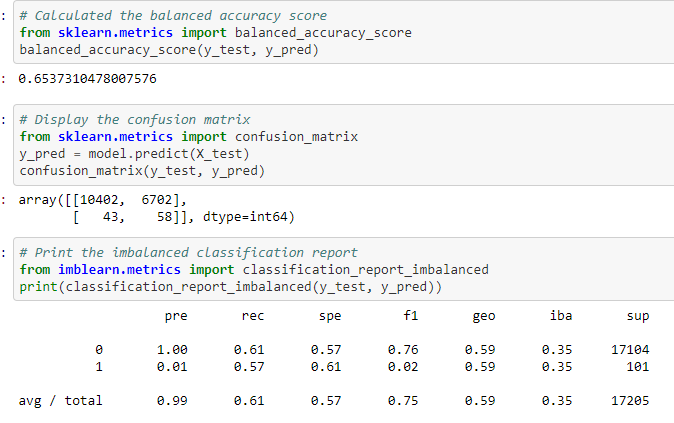 : # Calculated the balanced accuracy score
from sklearn.metrics import balanced_accuracy_score
balanced_accuracy_score(y_test, y_pred)
: 0.6537310478007576
: # Display the confusion matrix
from sklearn.metrics import confusion_matrix
y_pred = model.predict(X_test)
confusion_matrix(y_test, y_pred)
: array([[10402, 6702],
[ 43, 58]], dtype=int64)
: # Print the imbalanced classification report
from imblearn.metrics import classification_report_imbalanced
print(classification_report_imbalanced(y_test, y_pred))
pre rec spe f1 geo iba sup
0 1.00 0.61 0.57 0.76 0.59 0.35 17104
1 0.01 0.57 0.61 0.02 0.59 0.35 101
avg / total 0.99 0.61 0.57 0.75 0.59 0.35 17205